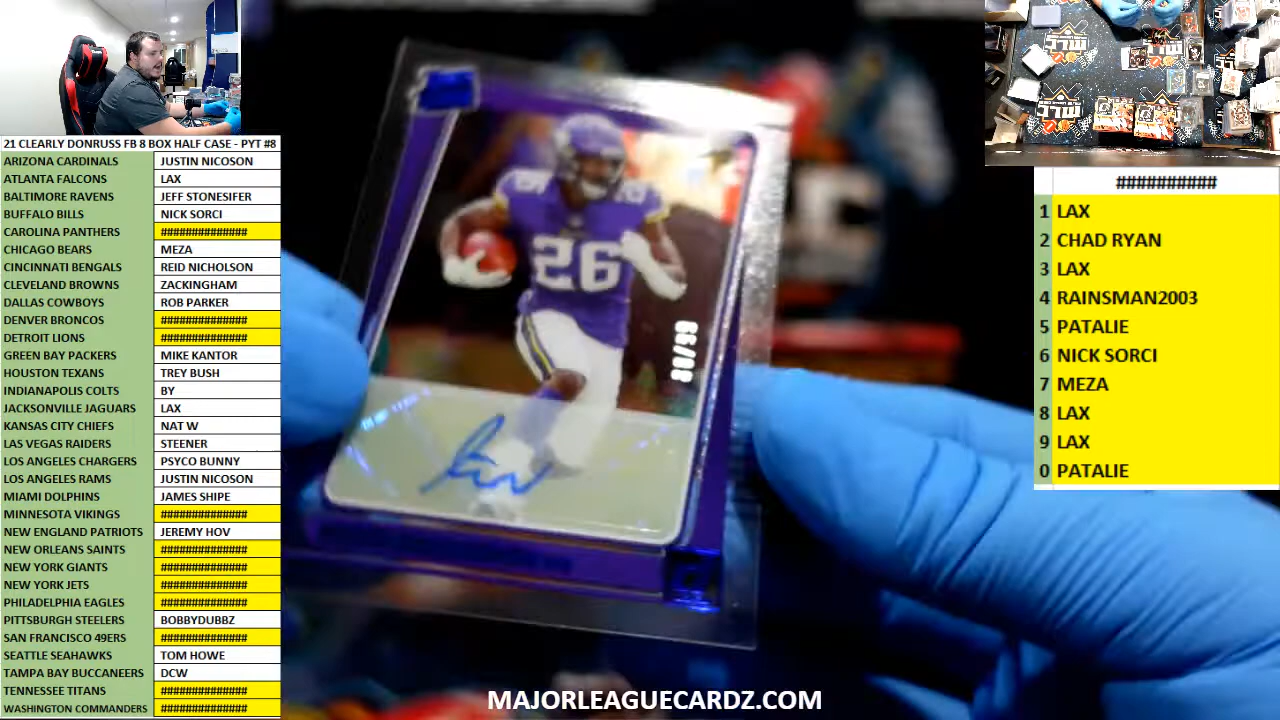 21 CLEARLY DONRUSS FB 8 BOX HALF CASE - PYT #8
ARIZONA CARDINALS JUSTIN NICOSON
ATLANTA FALCONS LAX
BALTIMORE RAVENS JEFF STONESIFER
BUFFALO BILLS NICK SORCI
CAROLINA PANTHERS ##############
CHICAGO BEARS MEZA
CINCINNATI BENGALS REID NICHOLSON
CLEVELAND BROWNS ZACKINGHAM
DALLAS COWBOYS ROB PARKER
DENVER BRONCOS ##############
DETROIT LIONS ##############
GREEN BAY PACKERS MIKE KANTOR
HOUSTON TEXANS TREY BUSH
INDIANAPOLIS COLTS BY
JACKSONVILLE JAGUARS LAX
KANSAS CITY CHIEFS NAT W
LAS VEGAS RAIDERS STEENER
LOS ANGELES CHARGERS PSYCO BUNNY
LOS ANGELES RAMS JUSTIN NICOSON
MIAMI DOLPHINS JAMES SHIPE
MINNESOTA VIKINGS ##############
NEW ENGLAND PATRIOTS JEREMY HOV
NEW ORLEANS SAINTS ##############
NEW YORK GIANTS ##############
NEW YORK JETS ##############
PHILADELPHIA EAGLES ##############
PITTSBURGH STEELERS BOBBYDUBBZ
SAN FRANCISCO 49ERS ##############
SEATTLE SEAHAWKS TOM HOWE
TAMPA BAY BUCCANEERS DCW
TENNESSEE TITANS ##############
WASHINGTON COMMANDERS ##############
26
MAJORLEAGUECARDZ.COM
##########
1 LAX
2 CHAD RYAN
3 LAX
4 RAINSMAN2003
5 PATALIE
6 NICK SORCI
7 MEZA
8 LAX
9 LAX
0 PATALIE